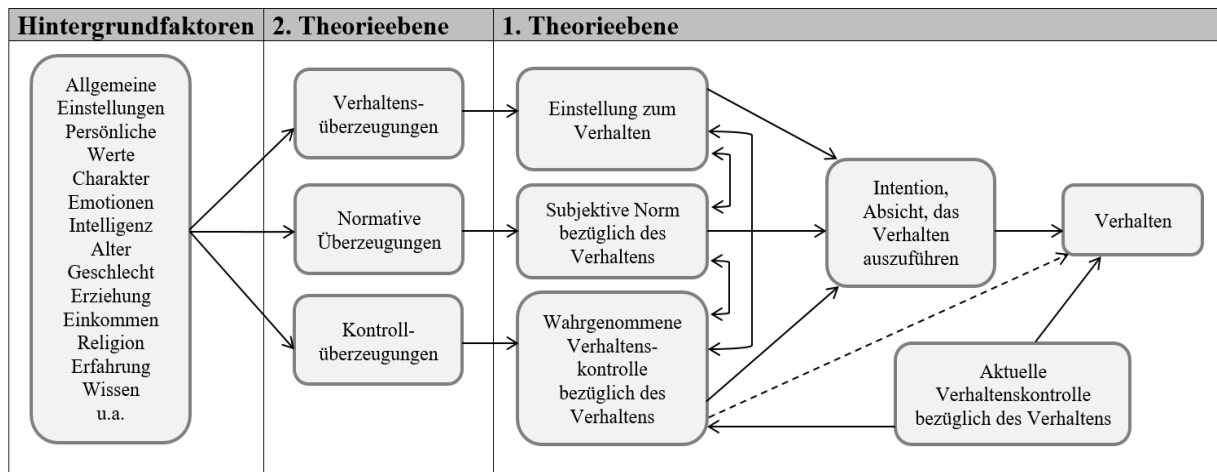 Hintergrundfaktoren
2. Theorieebene
1. Theorieebene
Allgemeine
Einstellungen
Persönliche
Werte
Charakter
Emotionen
Intelligenz
Alter
Geschlecht
Erziehung
Einkommen
Religion
Erfahrung
Wissen
u.a.
Verhaltens-
überzeugungen
Normative
Überzeugungen
Kontroll-
überzeugungen
Einstellung zum
Verhalten
Subjektive Norm
bezüglich des
Verhaltens
Wahrgenommene
Verhaltens-
kontrolle
bezüglich des
Verhaltens
Intention,
Absicht, das
Verhalten
auszuführen
Verhalten
Aktuelle
Verhaltenskontrolle
bezüglich des Verhaltens